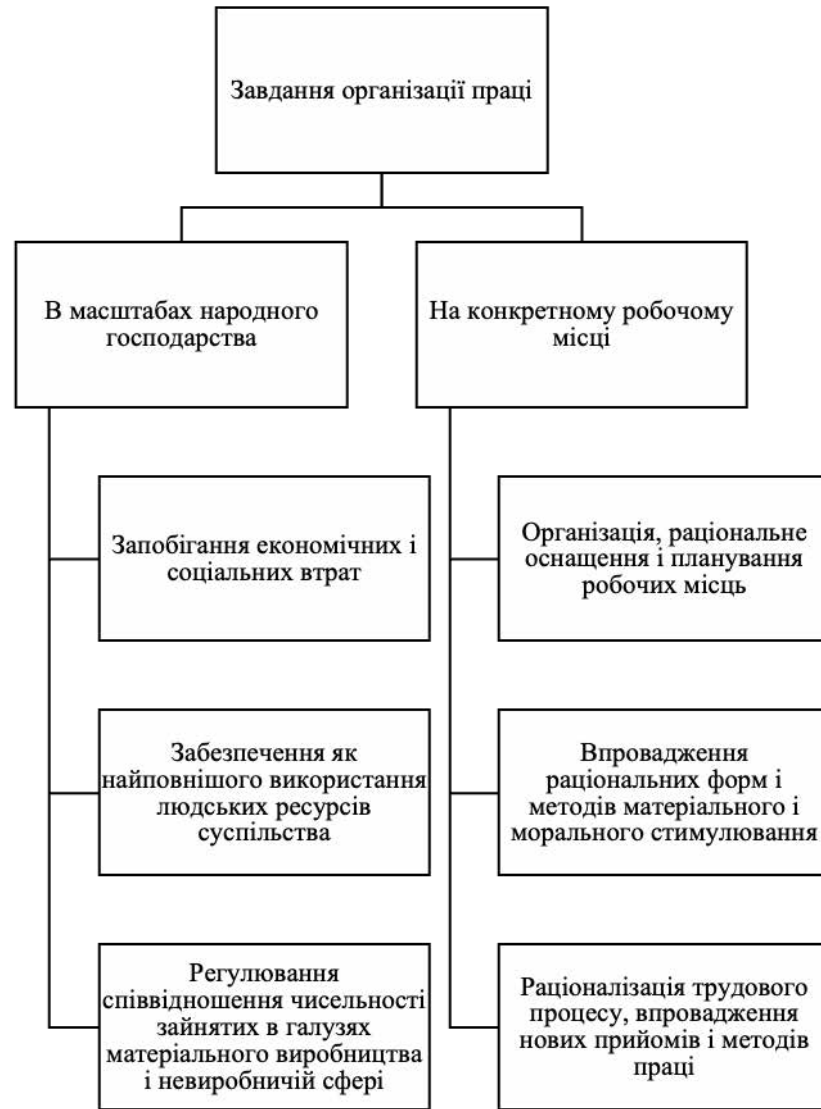 Завдання організації праці
В масштабах народного
господарства
На конкретному робочому
місці
Запобігання економічних і
соціальних втрат
Організація, раціональне
оснащення і планування
робочих місць
Забезпечення як
найповнішого використання
людських ресурсів
суспільства
Впровадження
раціональних форм і
методів матеріального і
морального стимулювання
Регулювання
співвідношення чисельності
зайнятих в галузях
матеріального виробництва
і невиробничій сфері
Раціоналізація трудового
процесу, впровадження
нових прийомів і методів
праці